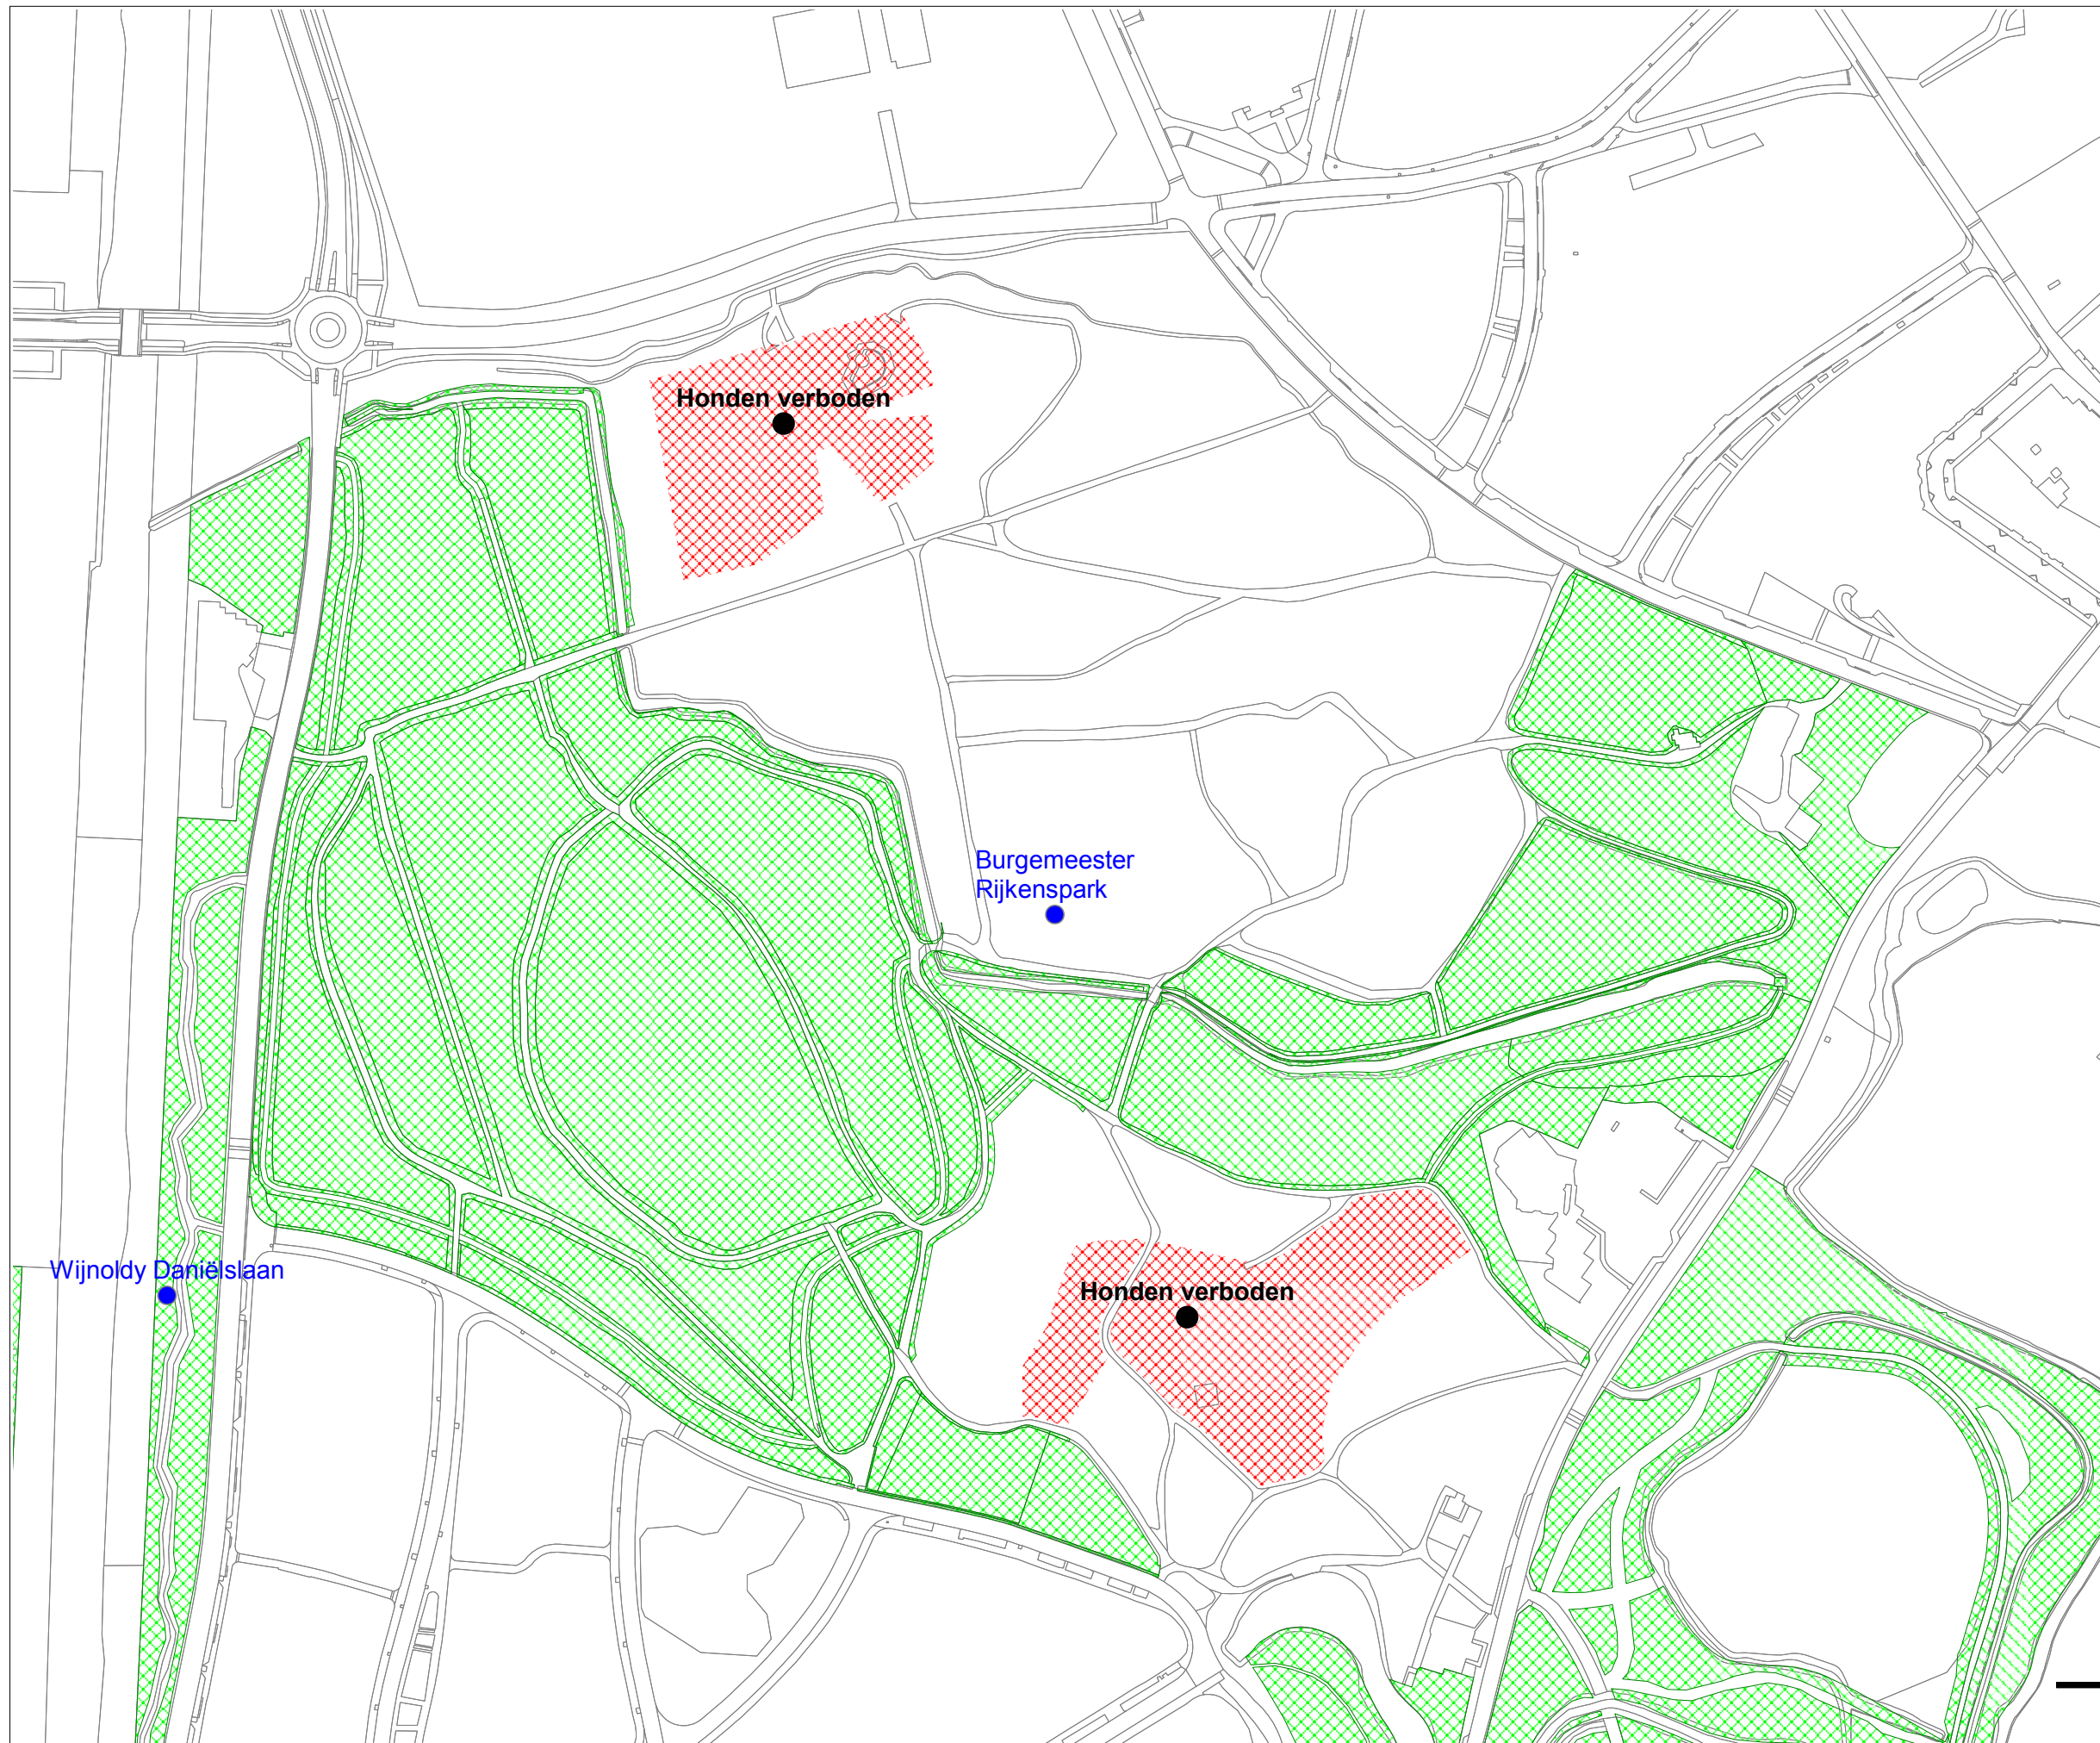 Honden verboden
Burgemeester
Rijkenspark
Wijnoldy Daniëlslaan
Honden verboden